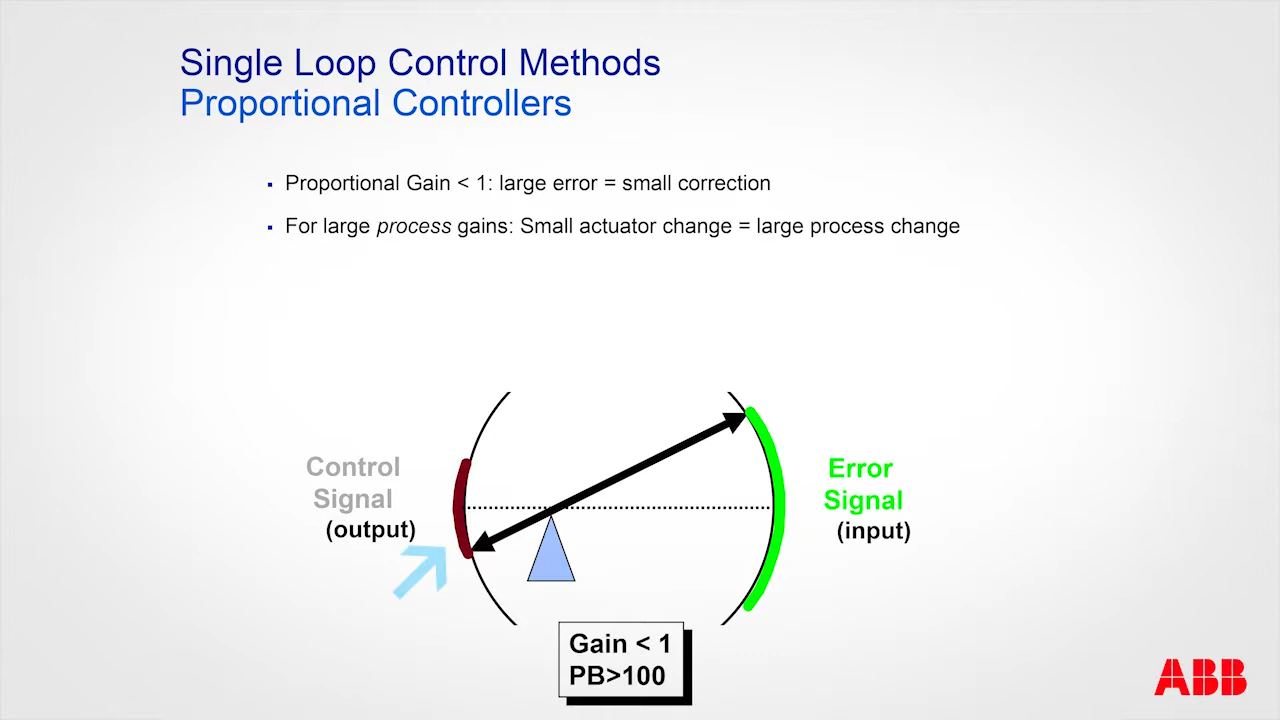 Single Loop Control Methods
Proportional Controllers
▪ Proportional Gain < 1: large error = small correction
▪ For large process gains: Small actuator change = large process change
Control
Signal
(output)
Error
Signal
(input)
Gain < 1
PB>100
ABB